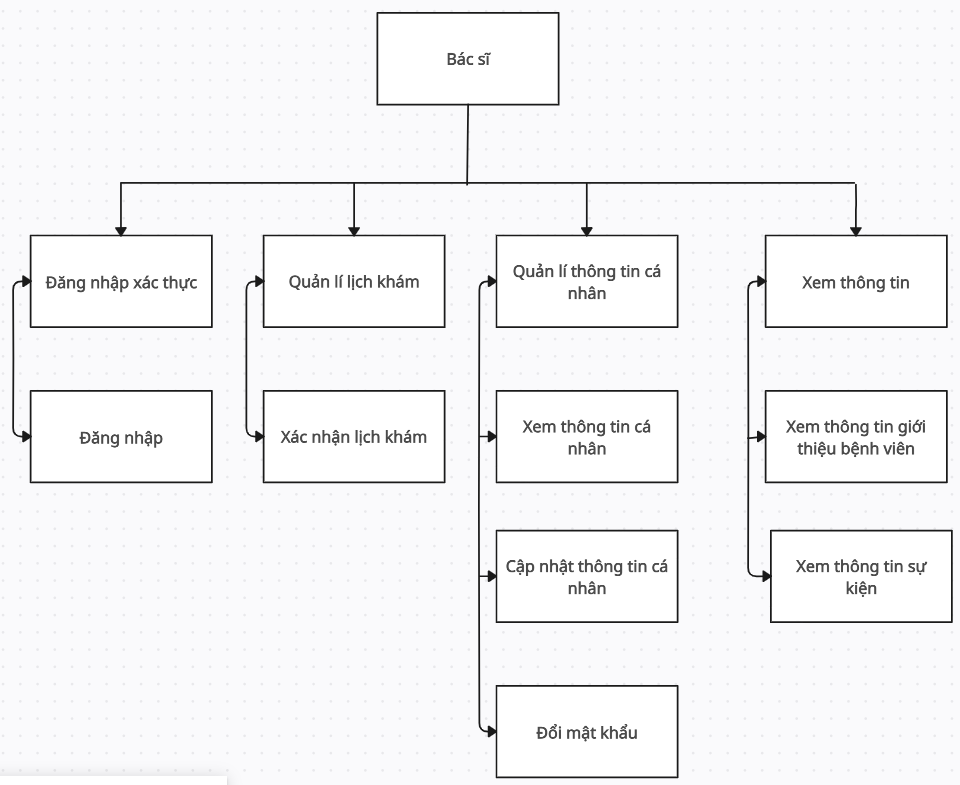 Bác sĩ
Đăng nhập xác thực
Quản lí lịch khám
Quản lí thông tin cá
nhân
Xem thông tin
Đăng nhập
Xác nhận lịch khám
Xem thông tin cá
nhân
Xem thông tin giới
thiệu bệnh viên
Cập nhật thông tin cá
nhân
Xem thông tin sự
kiện
Đổi mật khẩu